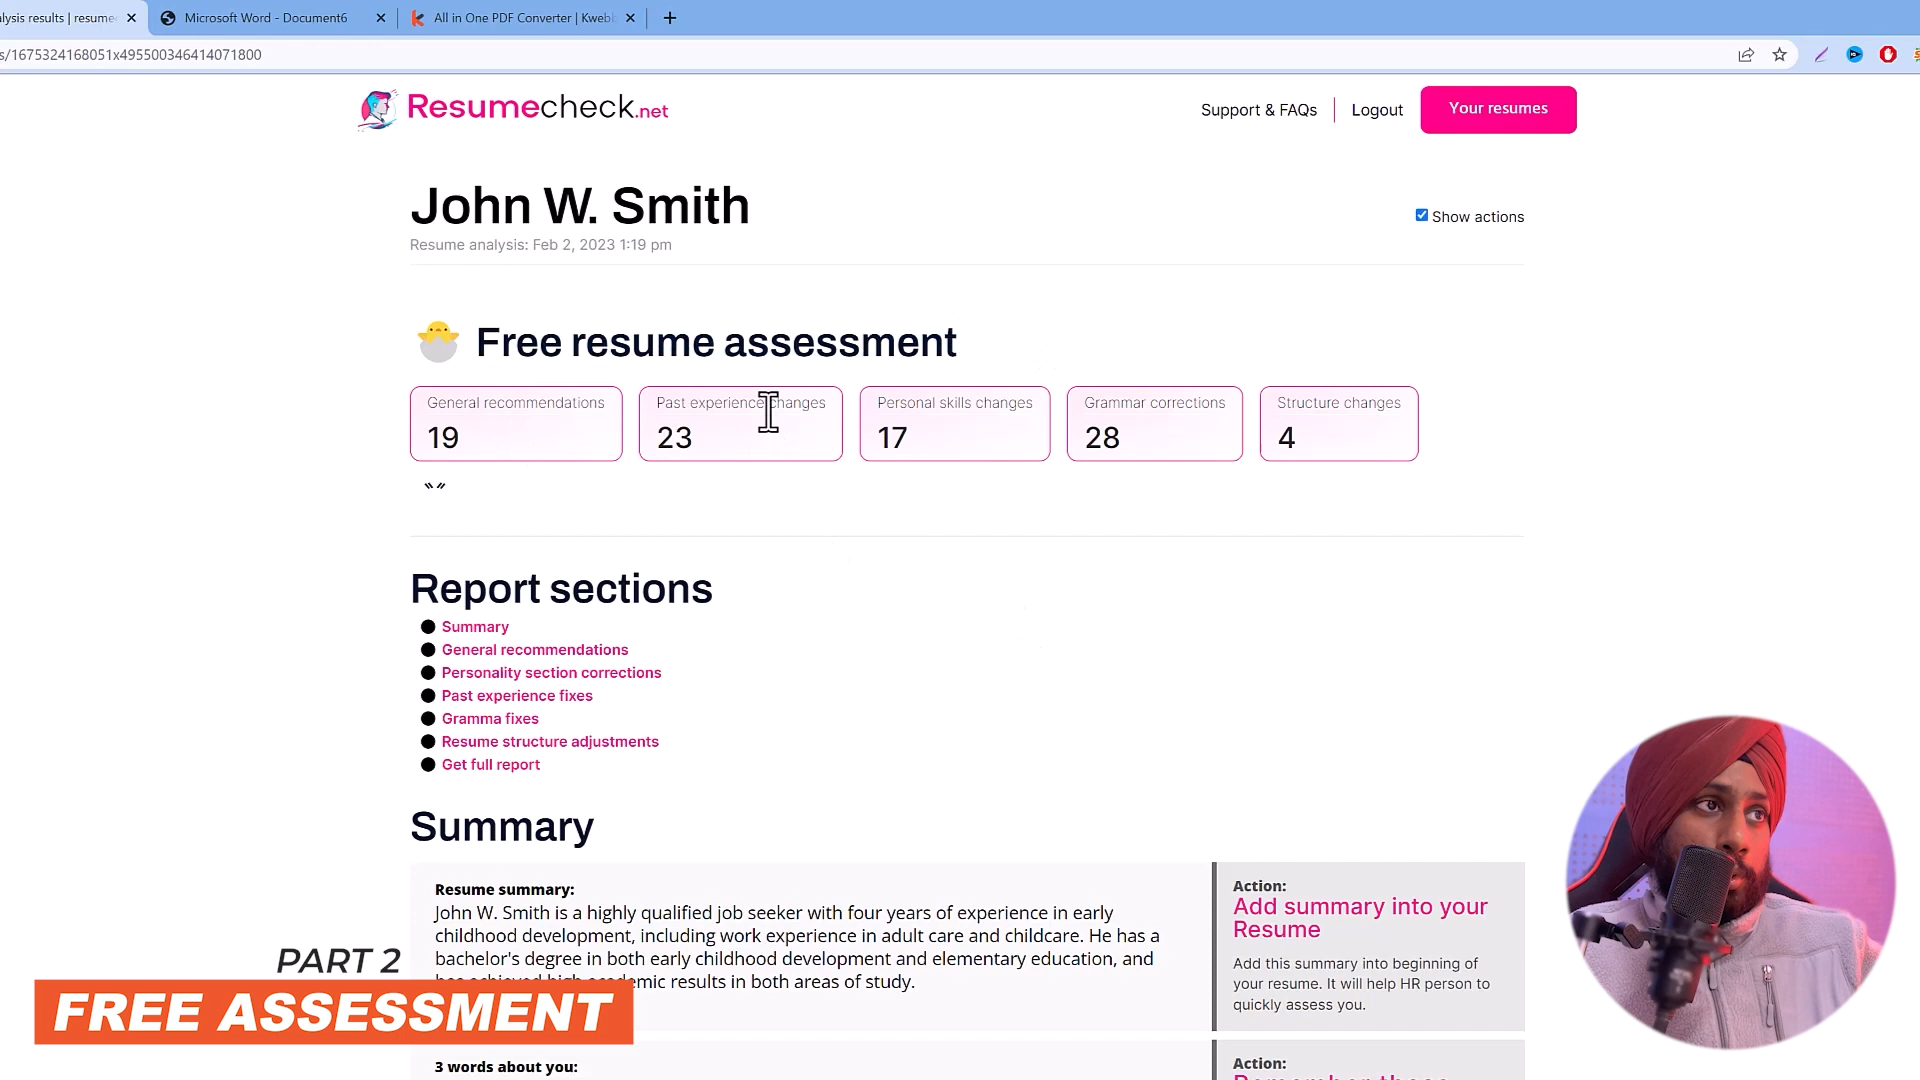 alysis results | resume
Microsoft Word - Document6
All in One PDF Converter | Kweb
s/1675324168051x495500346414071800
Resumecheck.net
Support & FAQs
Logout
Your resumes
John W. Smith
Show actions
Resume analysis: Feb 2, 2023 1:19 pm
Free resume assessment
General recommendations
19
Past experience changes
23
Personal skills changes
17
Grammar corrections
28
Structure changes
4
Report sections
Summary
General recommendations
Personality section corrections
Past experience fixes
Gramma fixes
Resume structure adjustments
Get full report
Summary
Resume summary:
John W. Smith is a highly qualified job seeker with four years of experience in early
childhood development, including work experience in adult care and childcare. He has a
bachelor's degree in both early childhood development and elementary education, and
has achieved high academic results in both areas of study.
Action:
Add summary into your
Resume
Add this summary into beginning of
your resume. It will help HR person to
quickly assess you.
PART 2
FREE ASSESSMENT
3 words about you:
Action:
Remember these